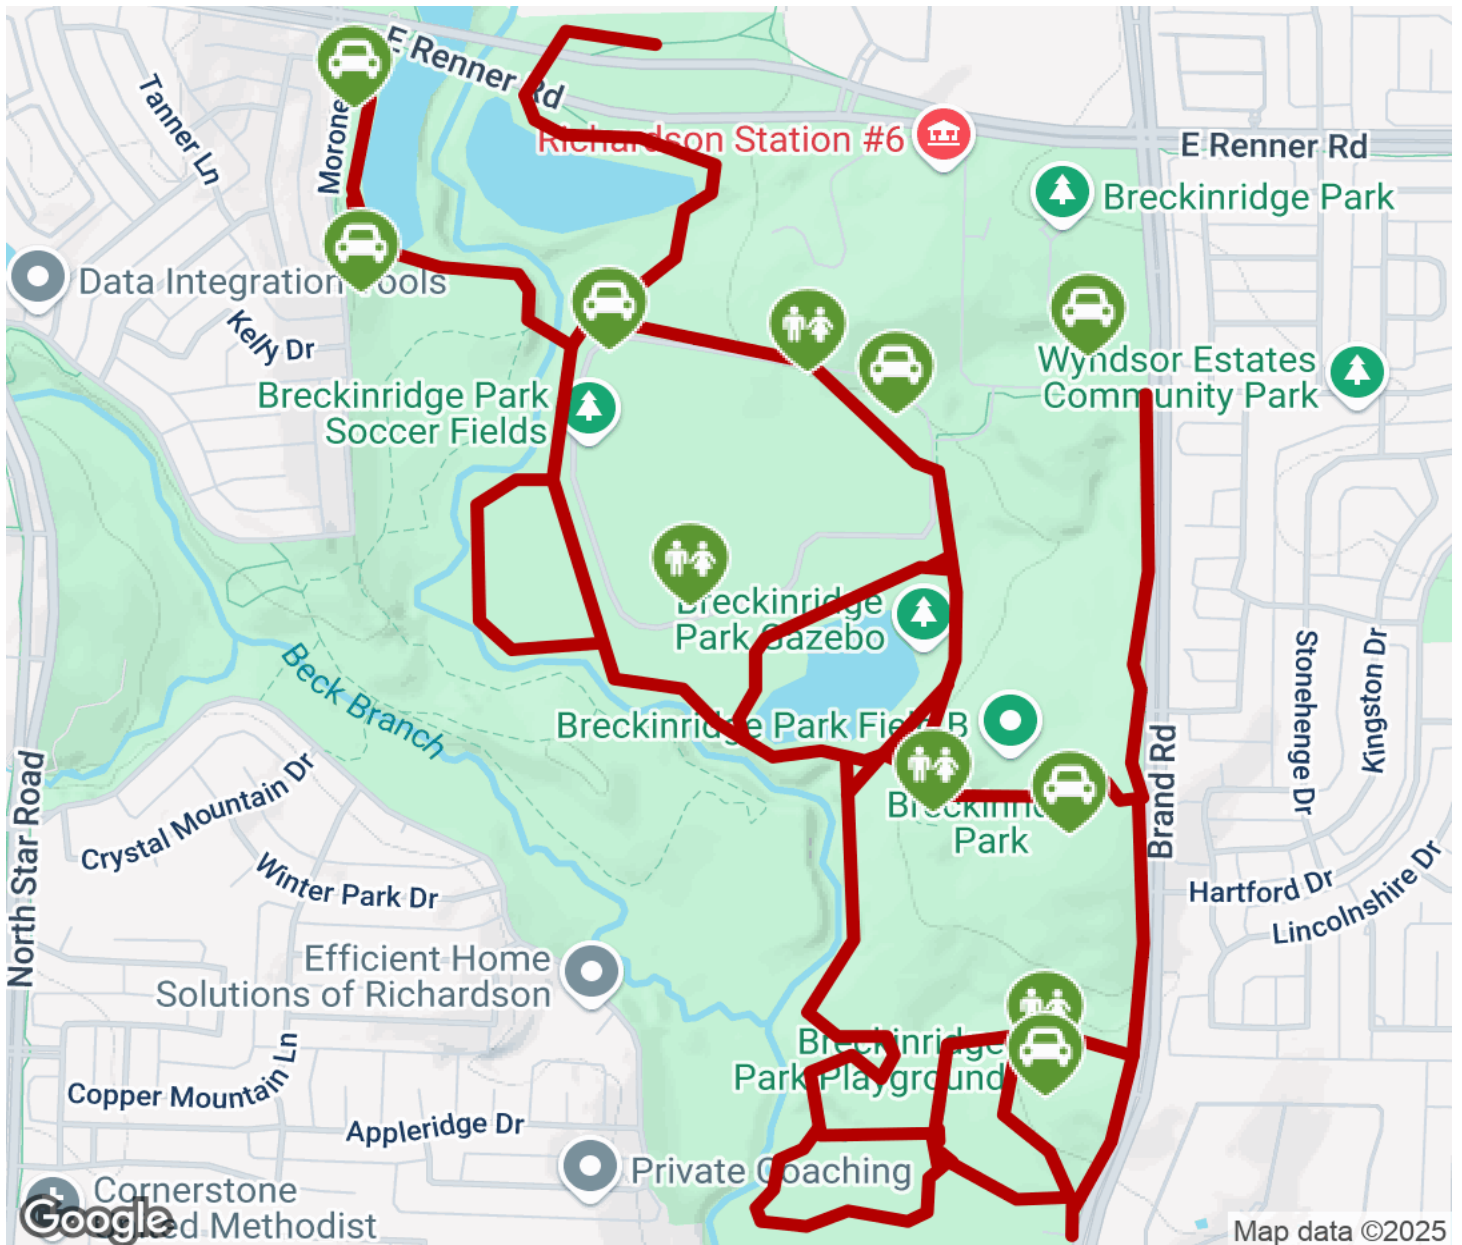 E Renner Rd
Tanner Ln
Morone
Richardson Station #6
E Renner Rd
Breckinridge Park
Data Integration Tools
Kelly Dr
Wyndsor Estates
Community Park
Breckinridge Park
Soccer Fields
Breckinridge
Park Gazebo
Beck Branch
Stonehenge Dr
Kingston Dr
Breckinridge Park Field B
Brand Rd
North Star Road
Crystal Mountain Dr
Park
Winter Park Dr
Hartford Dr
Lincolnshire Dr
Efficient Home
Solutions of Richardson
Breckinridge
Park Playground
Copper Mountain Ln
Appleridge Dr
Private Coaching
Cornerstone
United Methodist
Google
Map data ©2025